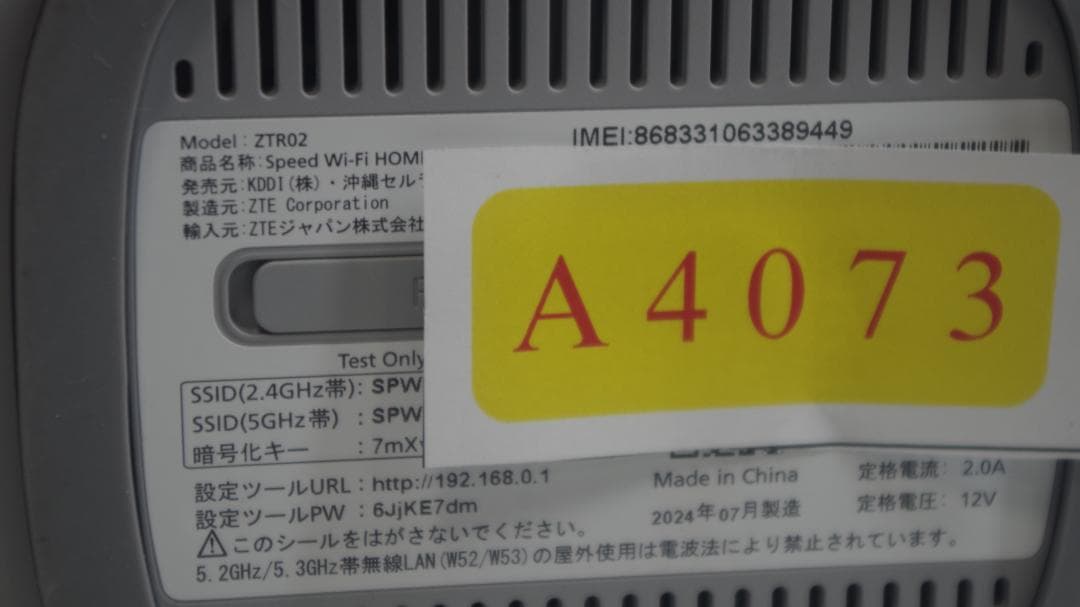 Model : ZTR02
IMEI:868331063389449
商品名称:Speed Wi-Fi HOM
発売元:KDDI(株)・沖縄セル
製造元:ZTE Corporation
輸入元:ZTEジャパン株式会社
A4073
Test Only
SSID(2.4GHz帯): SPW
SSID(5GHz帯) : SPW
暗号化キー : 7mX
設定ツールURL : http://192.168.0.1
設定ツールPW : 6JjKE7dm
Made in China
2024年07月製造
定格電流: 2.0A
定格電圧: 12V
このシールをはがさないでください。
5.2GHz/5.3GHz帯無線LAN(W52/W53)の屋外使用は電波法により禁止されています。